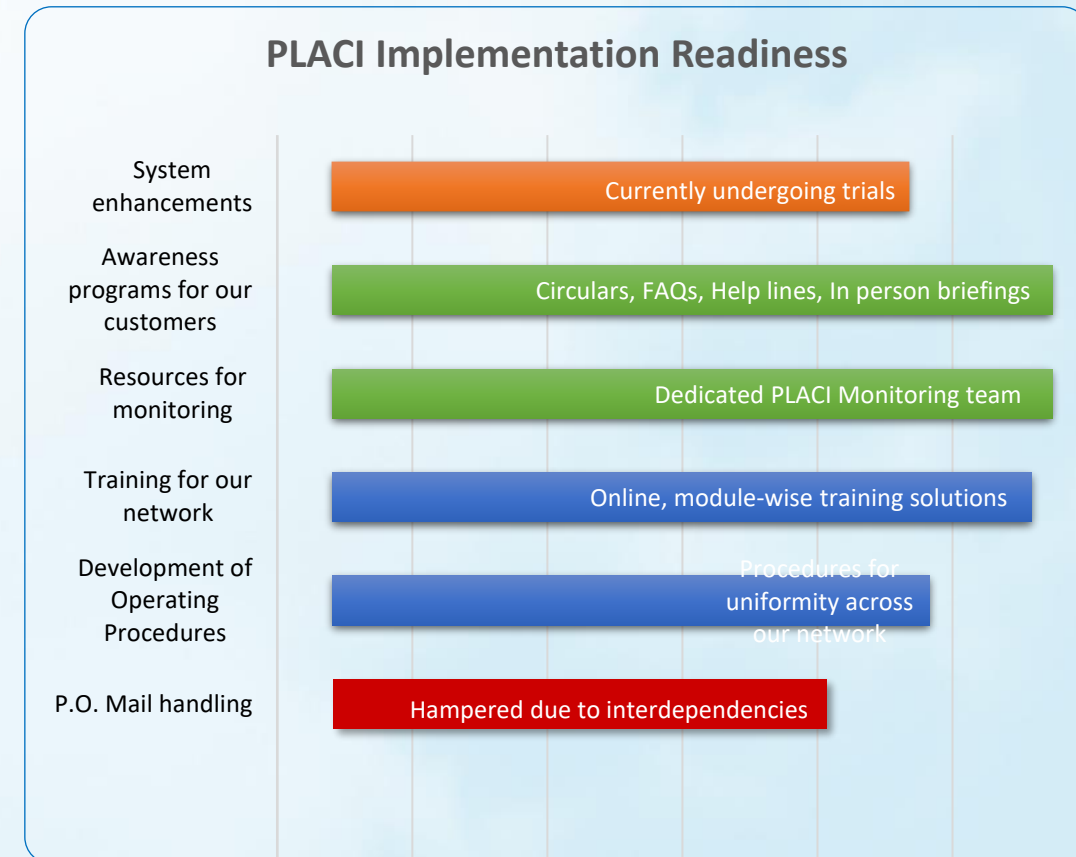 PLACI Implementation Readiness
System
enhancements
Currently undergoing trials
Awareness
programs for our
customers
Circulars, FAQs, Help lines, In person briefings
Resources for
monitoring
Dedicated PLACI Monitoring team
Training for our
network
Online, module-wise training solutions
Development of
Operating
Procedures
Procedures for
uniformity across
our network
P.O. Mail handling
Hampered due to interdependencies